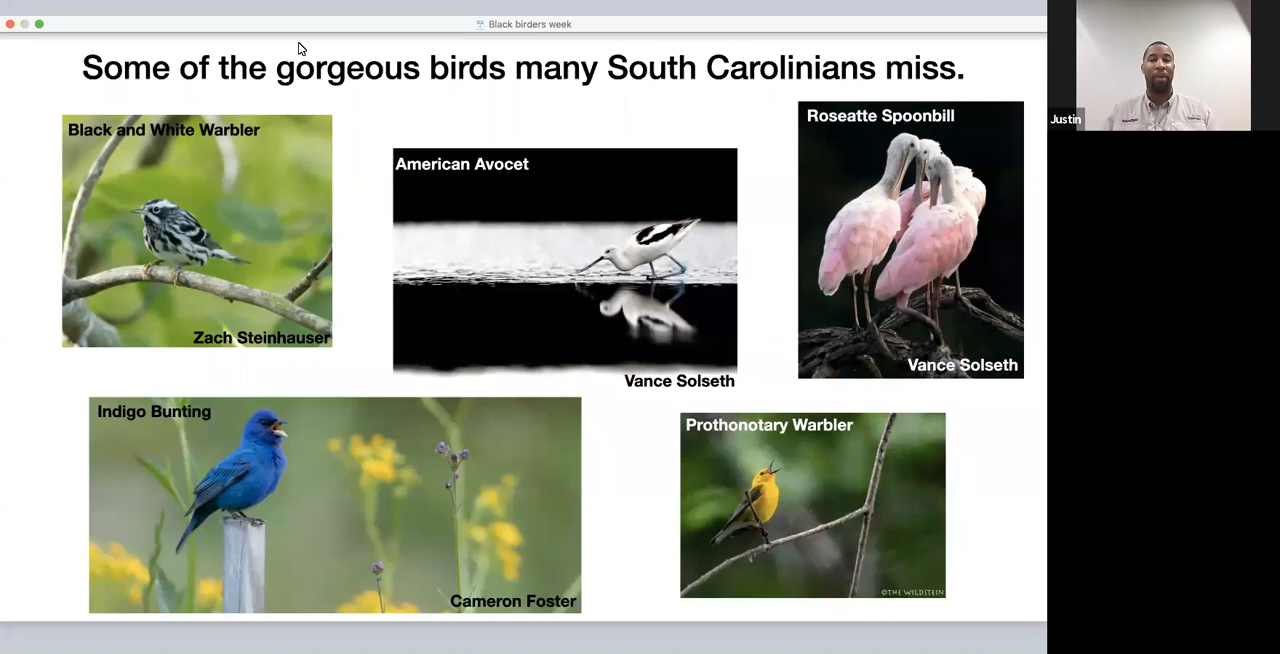 Black birders week
Some of the gorgeous birds many South Carolinians miss.
Black and White Warbler
Zach Steinhauser
American Avocet
Vance Solseth
Roseatte Spoonbill
Vance Solseth
Indigo Bunting
Cameron Foster
Prothonotary Warbler
©THE WILDSTEIN
Justin